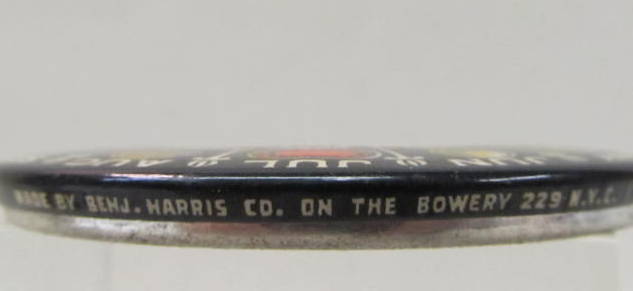 AUG. JUL JUN
MADE BY BENJ. HARRIS CO. ON THE BOWERY 229 N.Y.C.